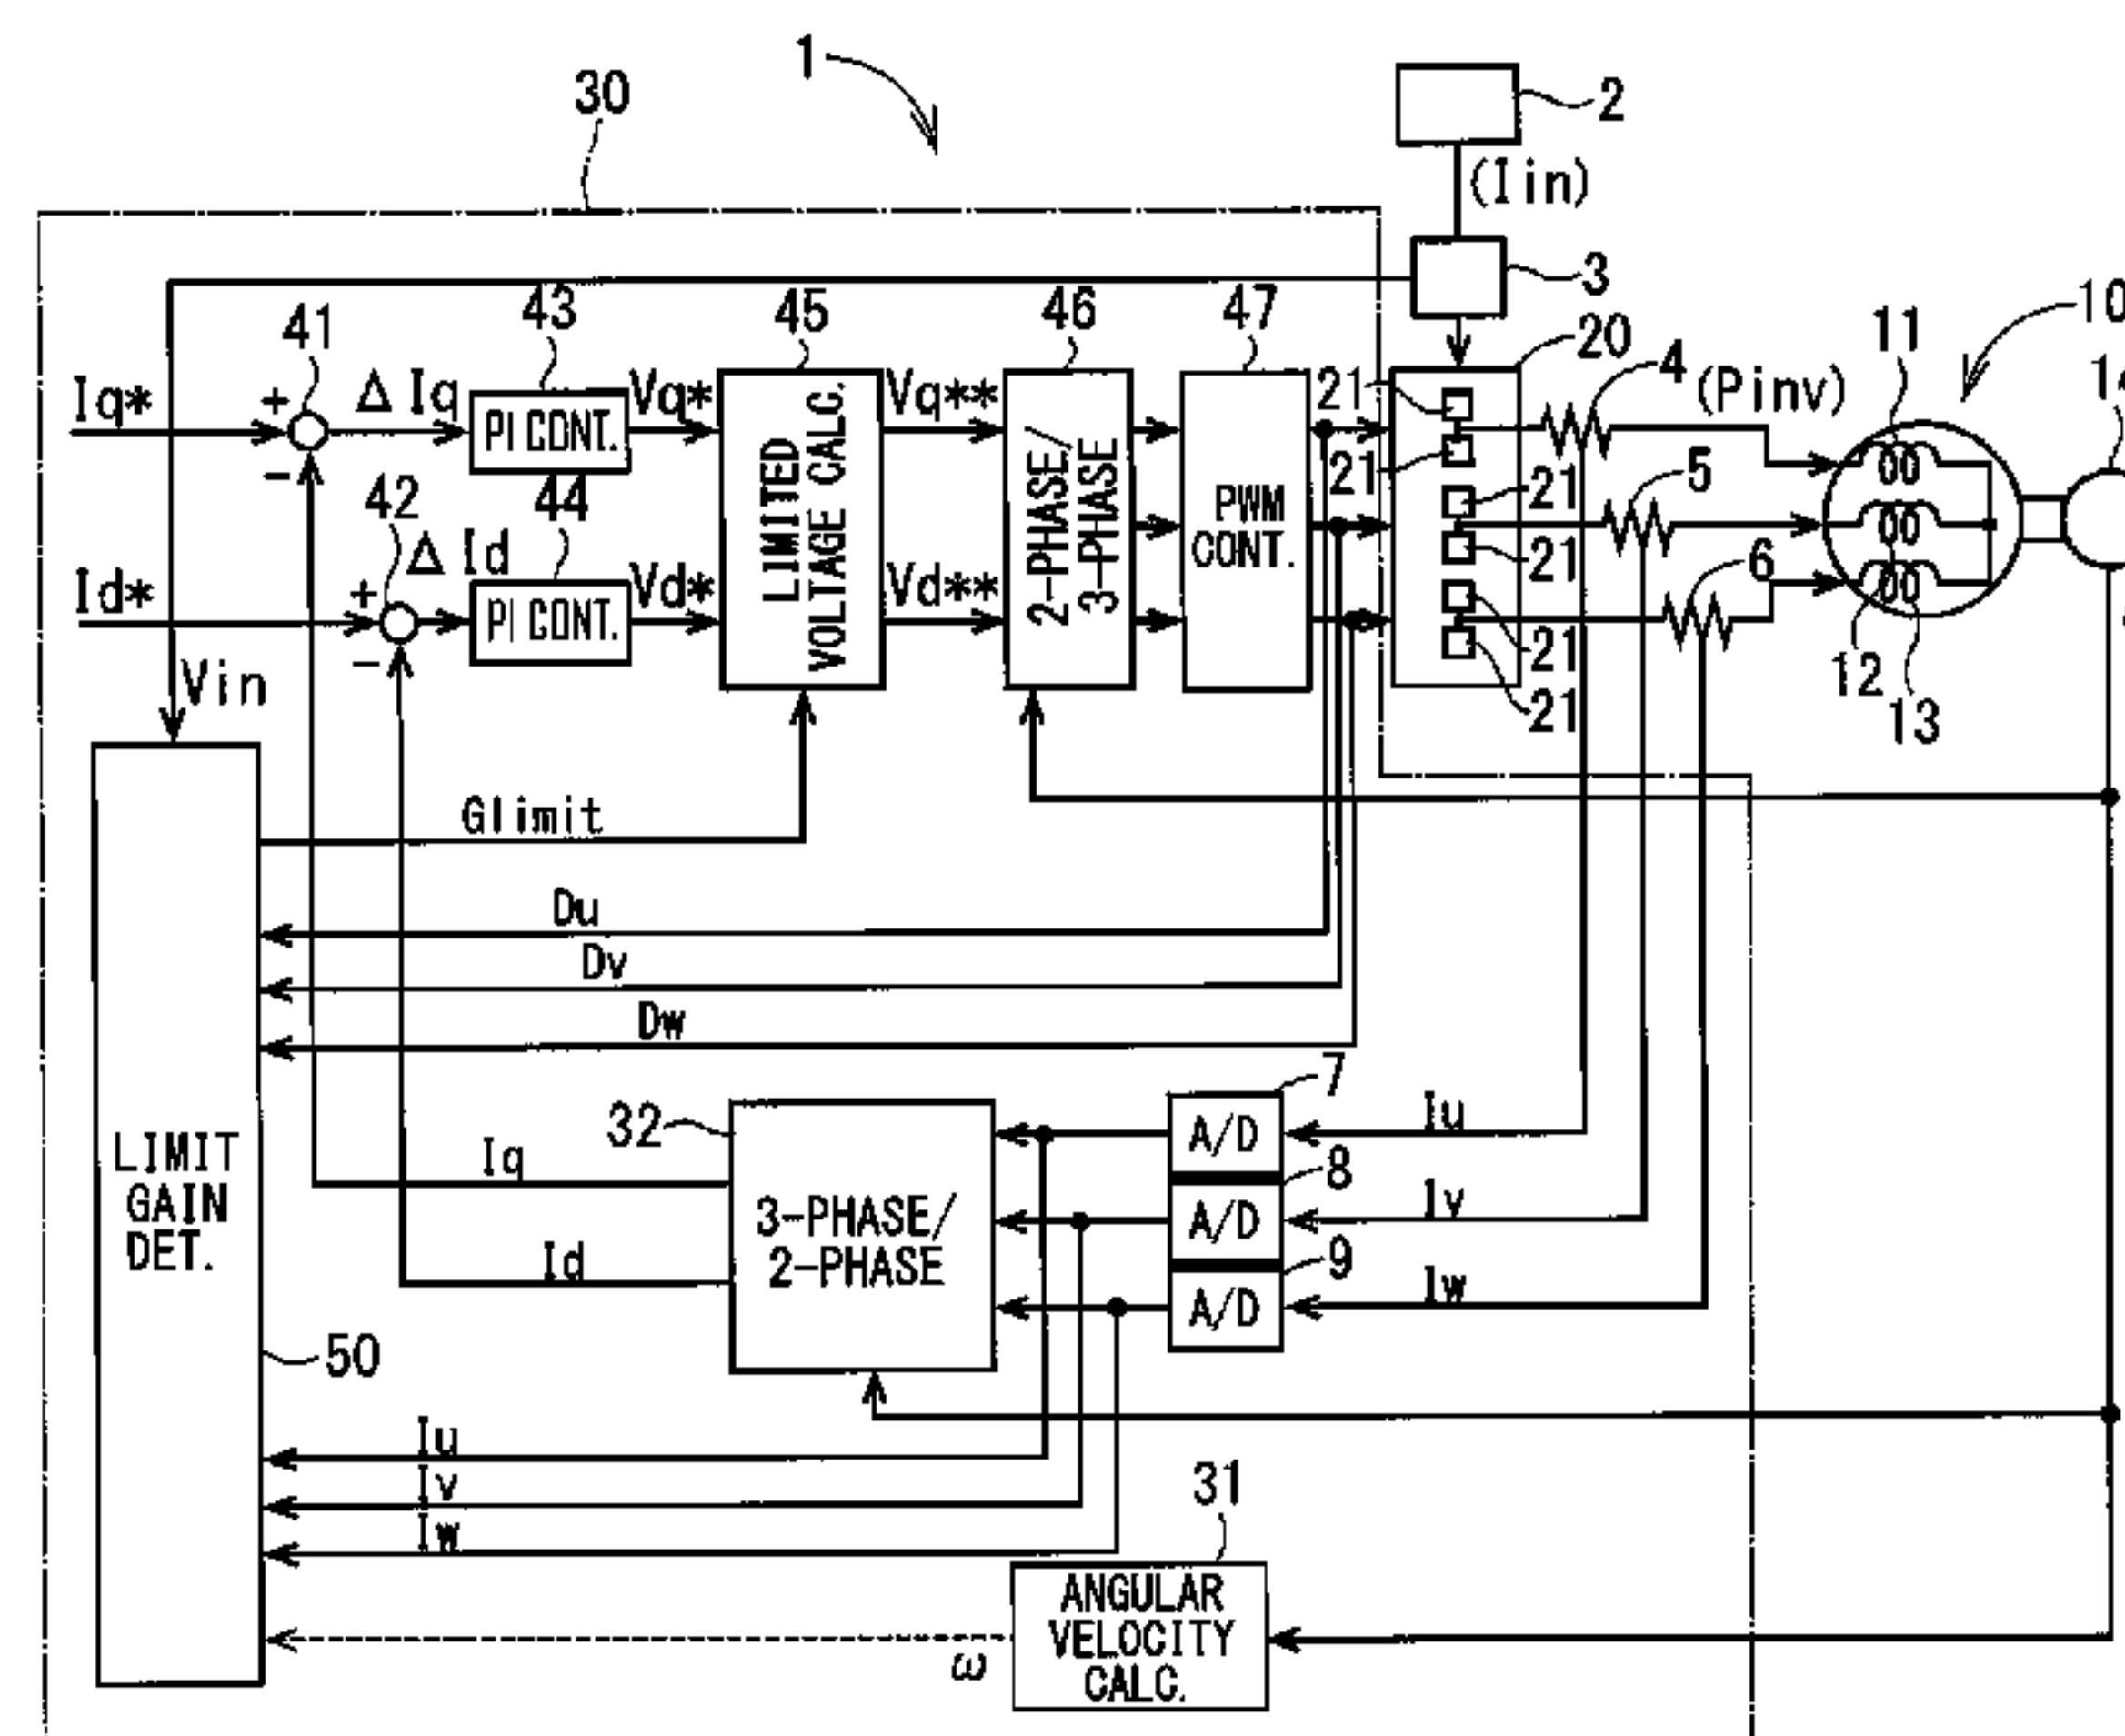 1
30
2
(Iin)
3
41
43
45
46
47
20
4
(Pinv)
11
10
Iq*
+
-
Δ Iq
PI CONT.
Vq*
LIMITED
VOLTAGE CALC.
Vq**
2-PHASE/
3-PHASE
PWM
CONT.
21
21
21
21
21
21
5
6
12
13
42
44
Id*
+
-
Δ Id
PI CONT.
Vd*
Vd**
Vin
Glimit
Du
Dv
Dw
LIMIT
GAIN
DET.
50
32
Iq
Id
3-PHASE/
2-PHASE
7
A/D
Iu
8
A/D
Iv
9
A/D
Iw
Iu
Iv
Iw
31
ANGULAR
VELOCITY
CALC.
ω